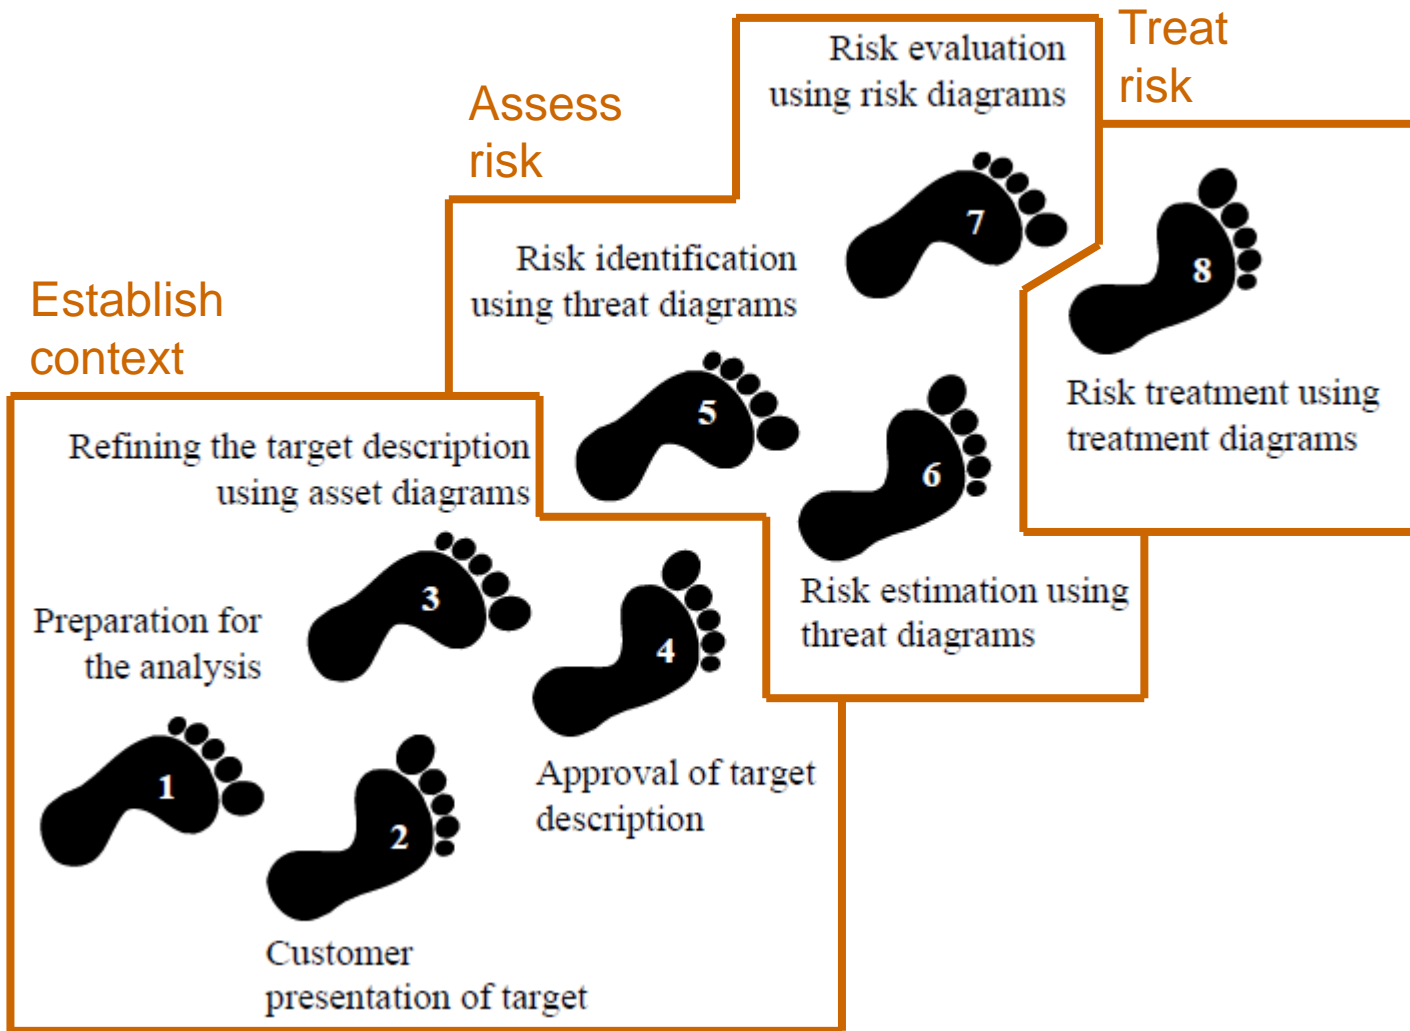 Establish
context
Preparation for
the analysis
1
2
Customer
presentation of target
Refining the target description
using asset diagrams
3
4
Approval of target
description
Assess
risk
Risk identification
using threat diagrams
5
6
Risk estimation using
threat diagrams
Risk evaluation
using risk diagrams
7
Treat
risk
8
Risk treatment using
treatment diagrams